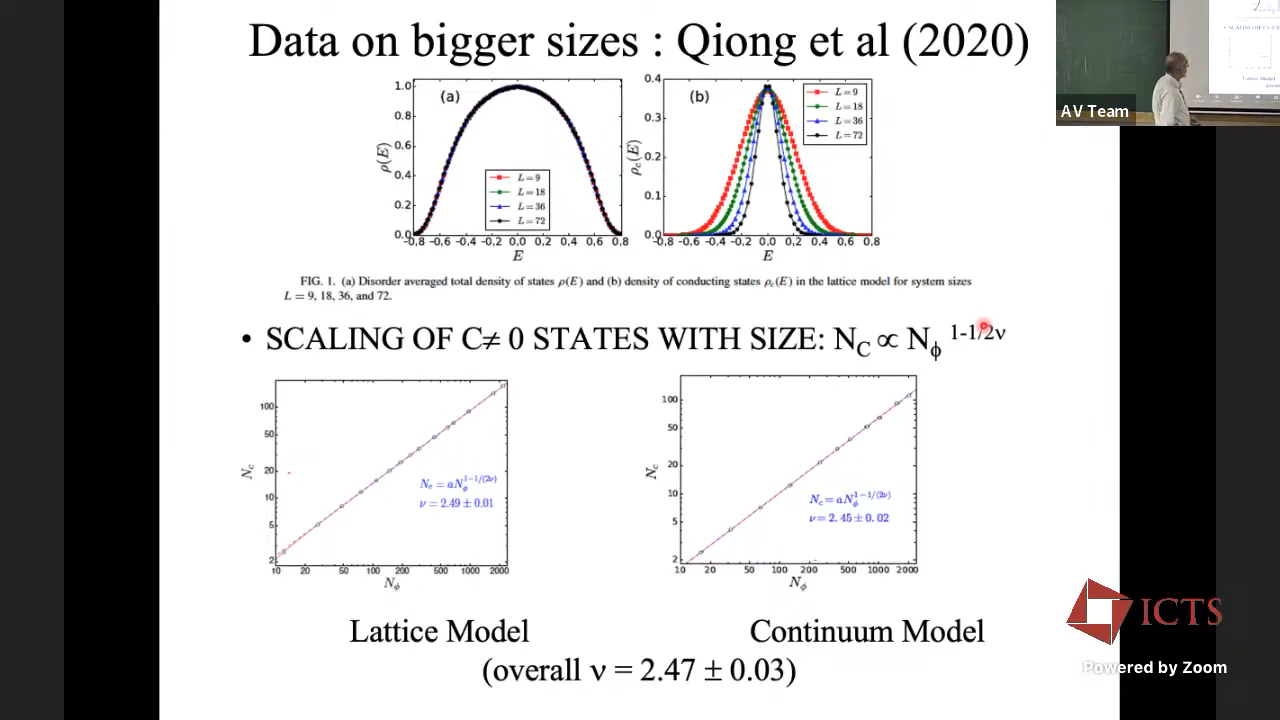 Data on bigger sizes : Qiong et al (2020)
AV Team
(a)
ρ(E)
1.0
0.8
0.6
0.4
0.2
0.0
L=9
L=18
L=36
L=72
-0.8 -0.6 -0.4 -0.2 0.0 0.2 0.4 0.6 0.8
E
(b)
ρc(E)
0.4
0.3
0.2
0.1
0.0
L=9
L=18
L=36
L=72
-0.8 -0.6 -0.4 -0.2 0.0 0.2 0.4 0.6 0.8
E
FIG. 1. (a) Disorder averaged total density of states ρ(E) and (b) density of conducting states ρc(E) in the lattice model for system sizes
L = 9, 18, 36, and 72.
• SCALING OF C≠ 0 STATES WITH SIZE: NC ∝ Nϕ 1-1/2ν
Nc
100
50
20
10
5
2
Nc = aNϕ^1−1/(2ν)
ν = 2.49 ± 0.01
10 20 50 100 200 500 1000 2000
Nϕ
Nc
100
50
20
10
5
2
Nc = aNϕ^1−1/(2ν)
ν = 2.45 ± 0.02
10 20 50 100 200 500 1000 2000
Nϕ
Lattice Model
Continuum Model
(overall ν = 2.47 ± 0.03)
ICTS
Powered by Zoom